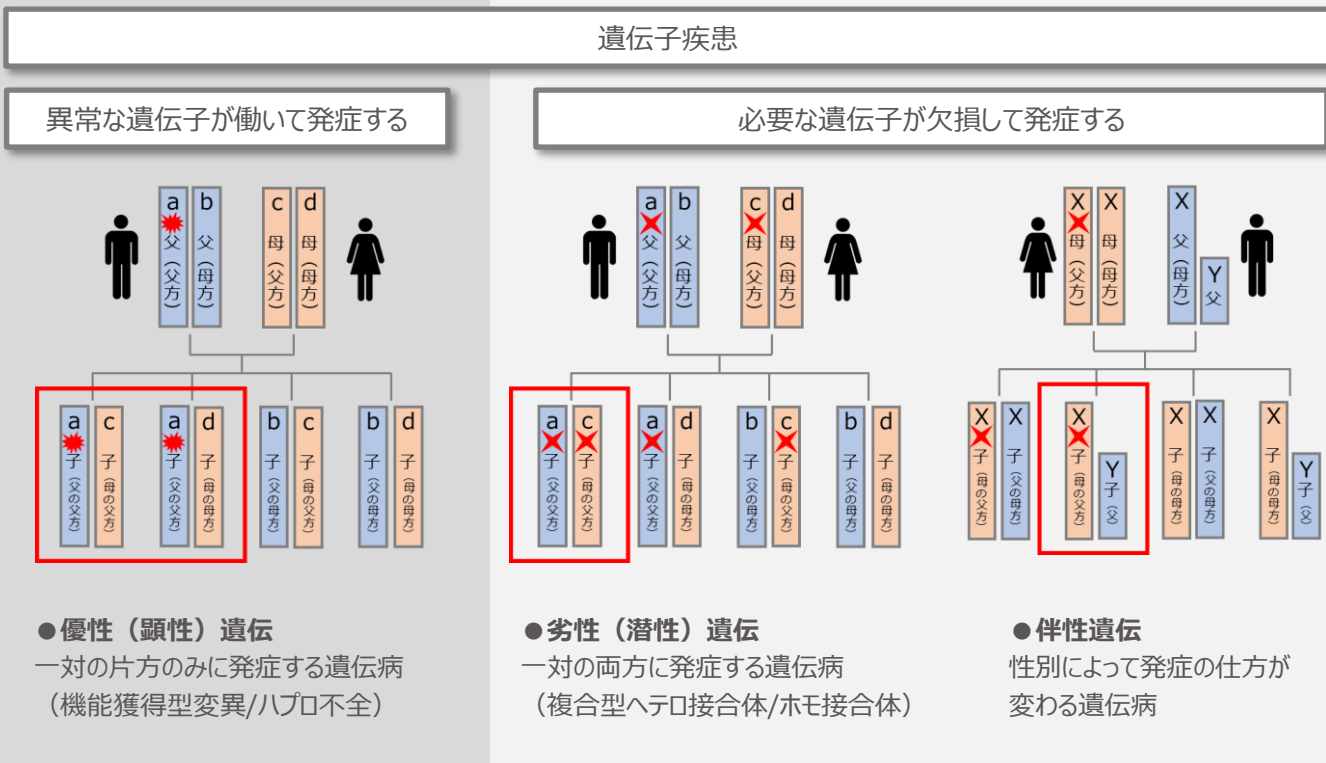 遺伝子疾患
異常な遺伝子が働いて発症する
必要な遺伝子が欠損して発症する
a 父（父方）
b 父（母方）
c 母（父方）
d 母（母方）
a 子（父の父方）
c 子（母の父方）
a 子（父の父方）
d 子（母の母方）
b 子（父の母方）
c 子（母の父方）
b 子（父の母方）
d 子（母の母方）
●優性（顕性）遺伝
一対の片方のみに発症する遺伝病
（機能獲得型変異/ハプロ不全）
a 父（父方）
b 父（母方）
c 母（父方）
d 母（母方）
a 子（父の父方）
c 子（母の父方）
a 子（父の父方）
d 子（母の母方）
b 子（父の母方）
c 子（母の父方）
b 子（父の母方）
d 子（母の母方）
●劣性（潜性）遺伝
一対の両方に発症する遺伝病
（複合型ヘテロ接合体/ホモ接合体）
X 母（父方）
X 母（母方）
X 父（母方）
Y 父
X 子（母の父方）
X 子（父の母方）
X 子（母の父方）
Y 子（父）
X 子（母の母方）
X 子（父の母方）
X 子（母の母方）
Y 子（父）
●伴性遺伝
性別によって発症の仕方が
変わる遺伝病